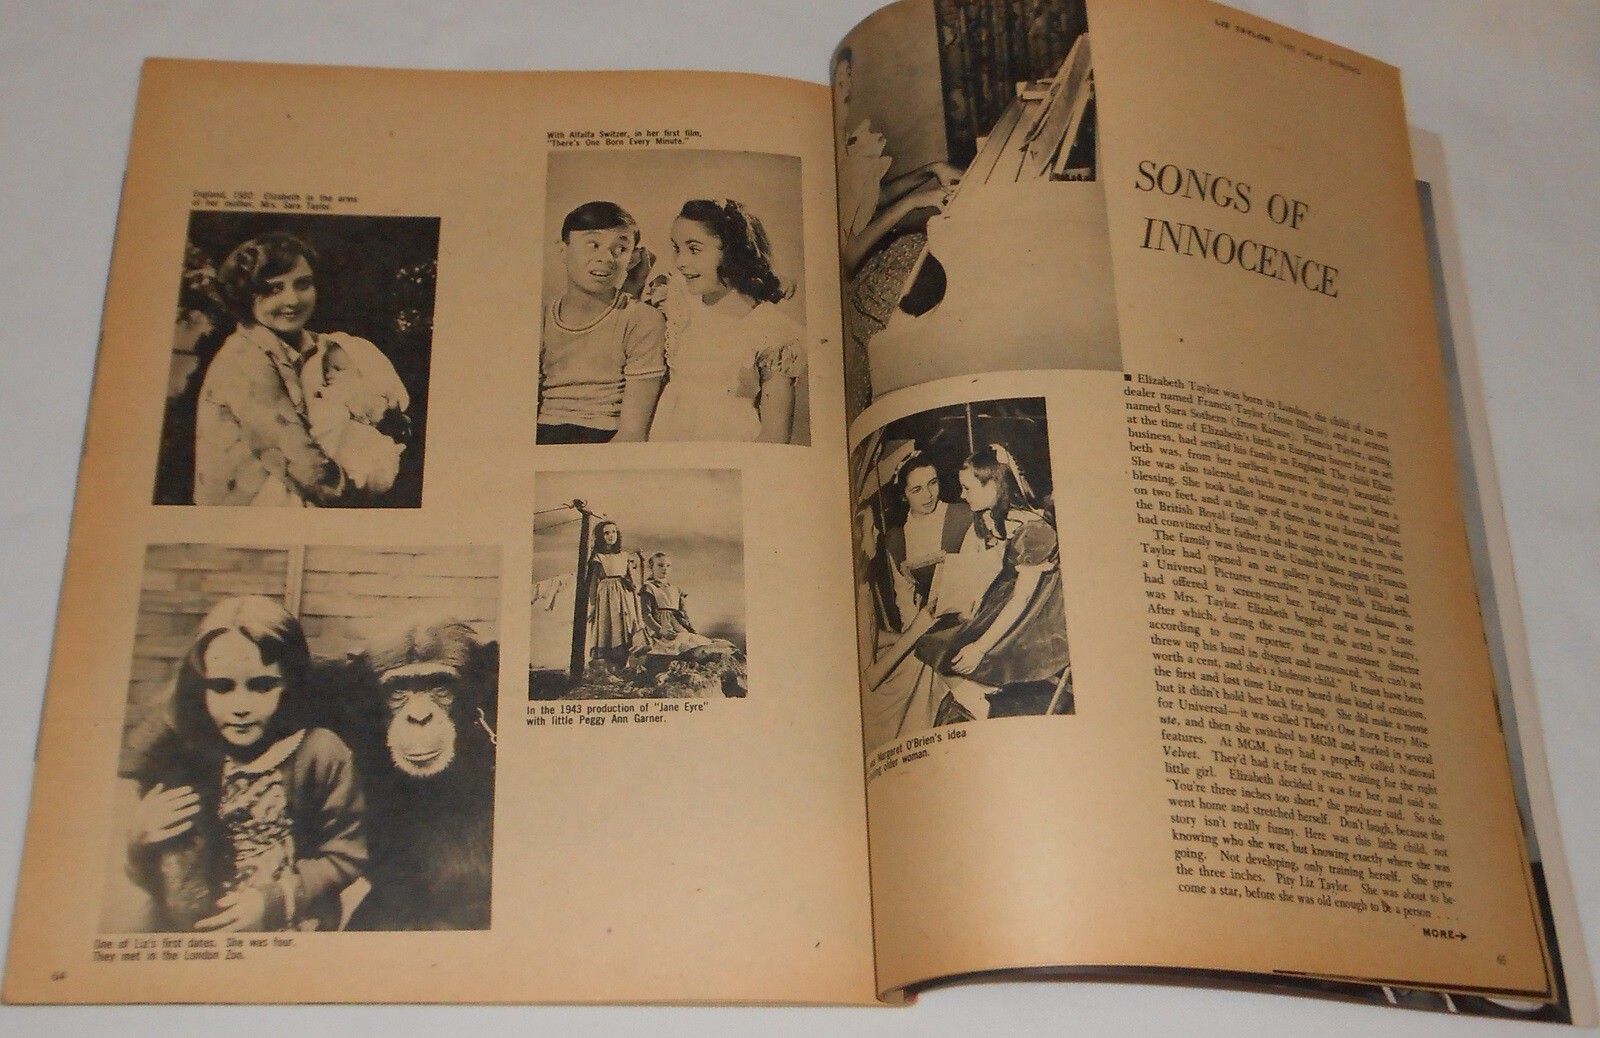 England, 1932: Elizabeth in the arms
of her mother, Mrs. Sara Taylor.
With Alfalfa Switzer, in her first film,
"There's One Born Every Minute."
In the 1943 production of "Jane Eyre"
with little Peggy Ann Garner.
One of Liz's first dates. She was four.
They met in the London Zoo.
64
LIZ TAYLOR, THE TRUE
SONGS OF
INNOCENCE
■ Elizabeth Taylor was born in London, the child of an art
dealer named Francis Taylor (from Illinois) and an actress
named Sara Sothern (from Kansas). Francis Taylor, acting
at the time of Elizabeth's birth as European buyer for an art
business, had settled his family in England. The child Eliza-
beth was, from her earliest moment, "divinely beautiful."
She was also talented, which may or may not have been a
blessing. She took ballet lessons as soon as she could stand
on two feet, and at the age of three she was dancing before
the British Royal family. By the time she was seven, she
had convinced her father that she ought to be in the movies.
The family was then in the United States again (Francis
Taylor had opened an art gallery in Beverly Hills) and
a Universal Pictures executive, noticing little Elizabeth,
had offered to screen-test her. Taylor was dubious, so
was Mrs. Taylor. Elizabeth begged, and won her case.
After which, during the screen test, she acted so bratty,
according to one reporter, that an assistant director
threw up his hand in disgust and announced, "She can't act
worth a cent, and she's a hideous child." It must have been
the first and last time Liz ever heard that kind of criticism,
but it didn't hold her back for long. She did make a movie
for Universal—it was called There's One Born Every Min-
ute, and then she switched to MGM and worked in several
features. At MGM, they had a property called National
Velvet. They'd had it for five years, waiting for the right
little girl. Elizabeth decided it was for her, and said so.
"You're three inches too short," the producer said. So she
went home and stretched herself. Don't laugh, because the
story isn't really funny. Here was this little child, not
knowing who she was, but knowing exactly where she was
going. Not developing, only training herself. She grew
the three inches. Pity Liz Taylor. She was about to be-
come a star, before she was old enough to be a person . . .
MORE→
Margaret O'Brien's idea
older woman.
65